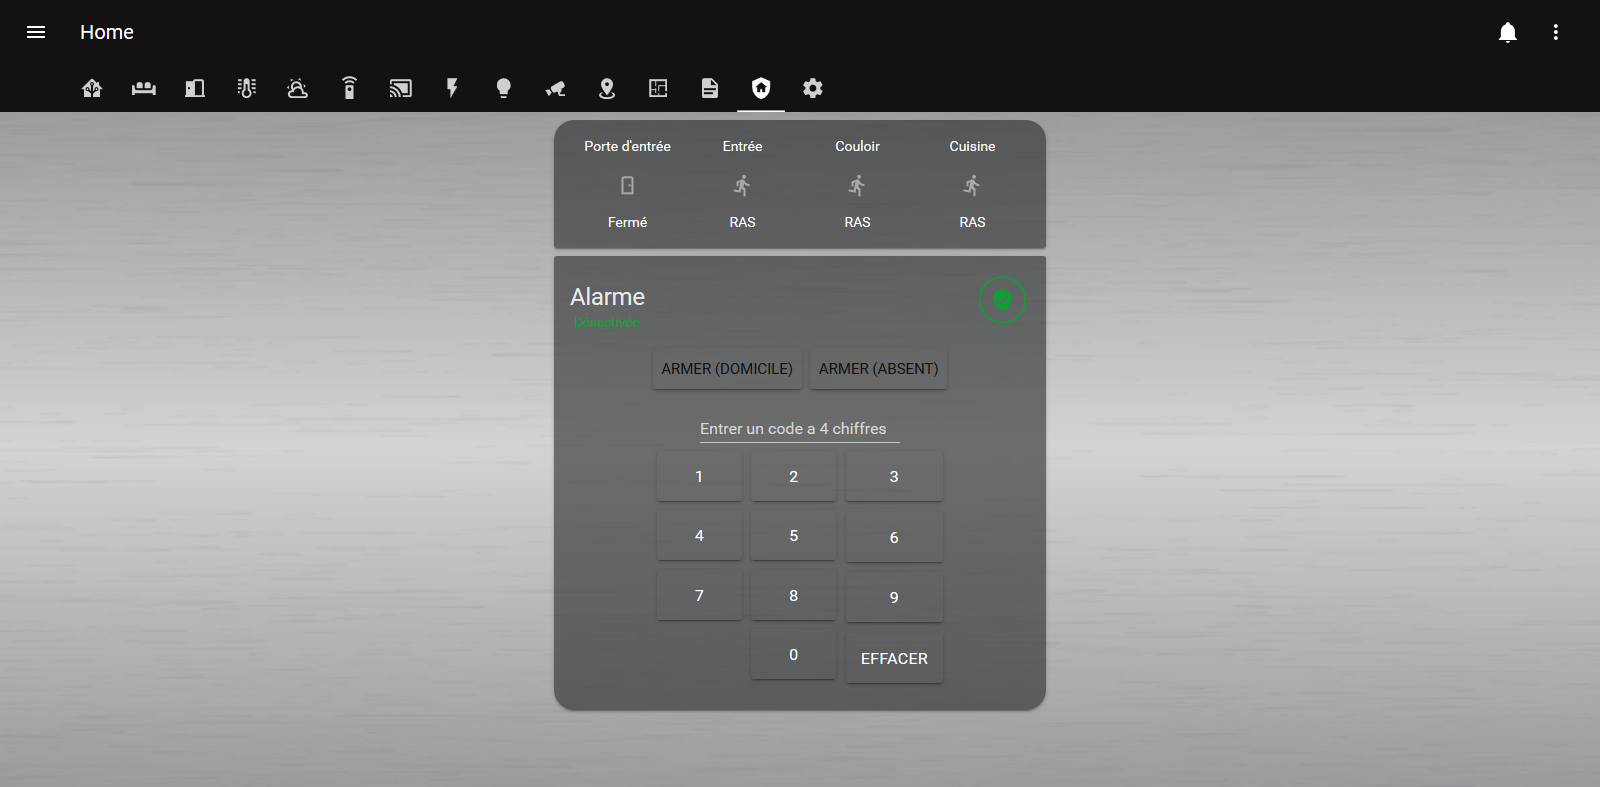 Home
Porte d'entrée Entrée Couloir Cuisine
Fermé RAS RAS RAS
Alarme
Désactivée
ARMER (DOMICILE) ARMER (ABSENT)
Entrer un code a 4 chiffres
1 2 3
4 5 6
7 8 9
0 EFFACER